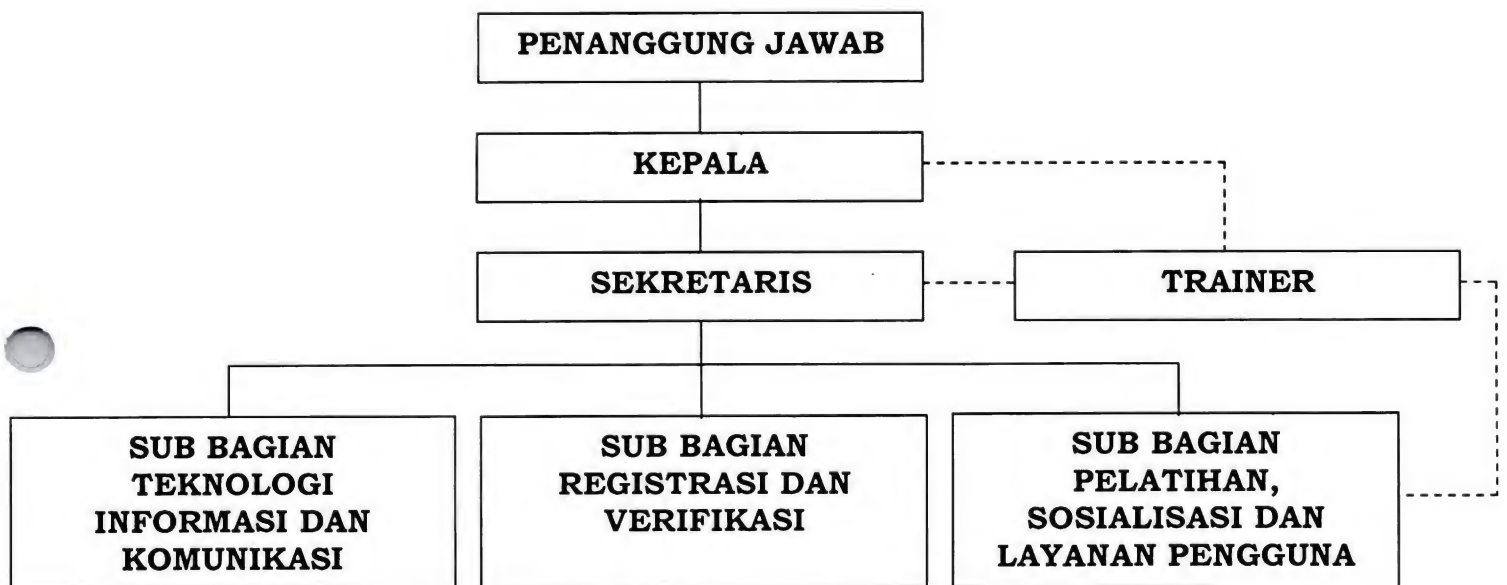 PENANGGUNG JAWAB
KEPALA
SEKRETARIS
TRAINER
SUB BAGIAN
TEKNOLOGI
INFORMASI DAN
KOMUNIKASI
SUB BAGIAN
REGISTRASI DAN
VERIFIKASI
SUB BAGIAN
PELATIHAN,
SOSIALISASI DAN
LAYANAN PENGGUNA